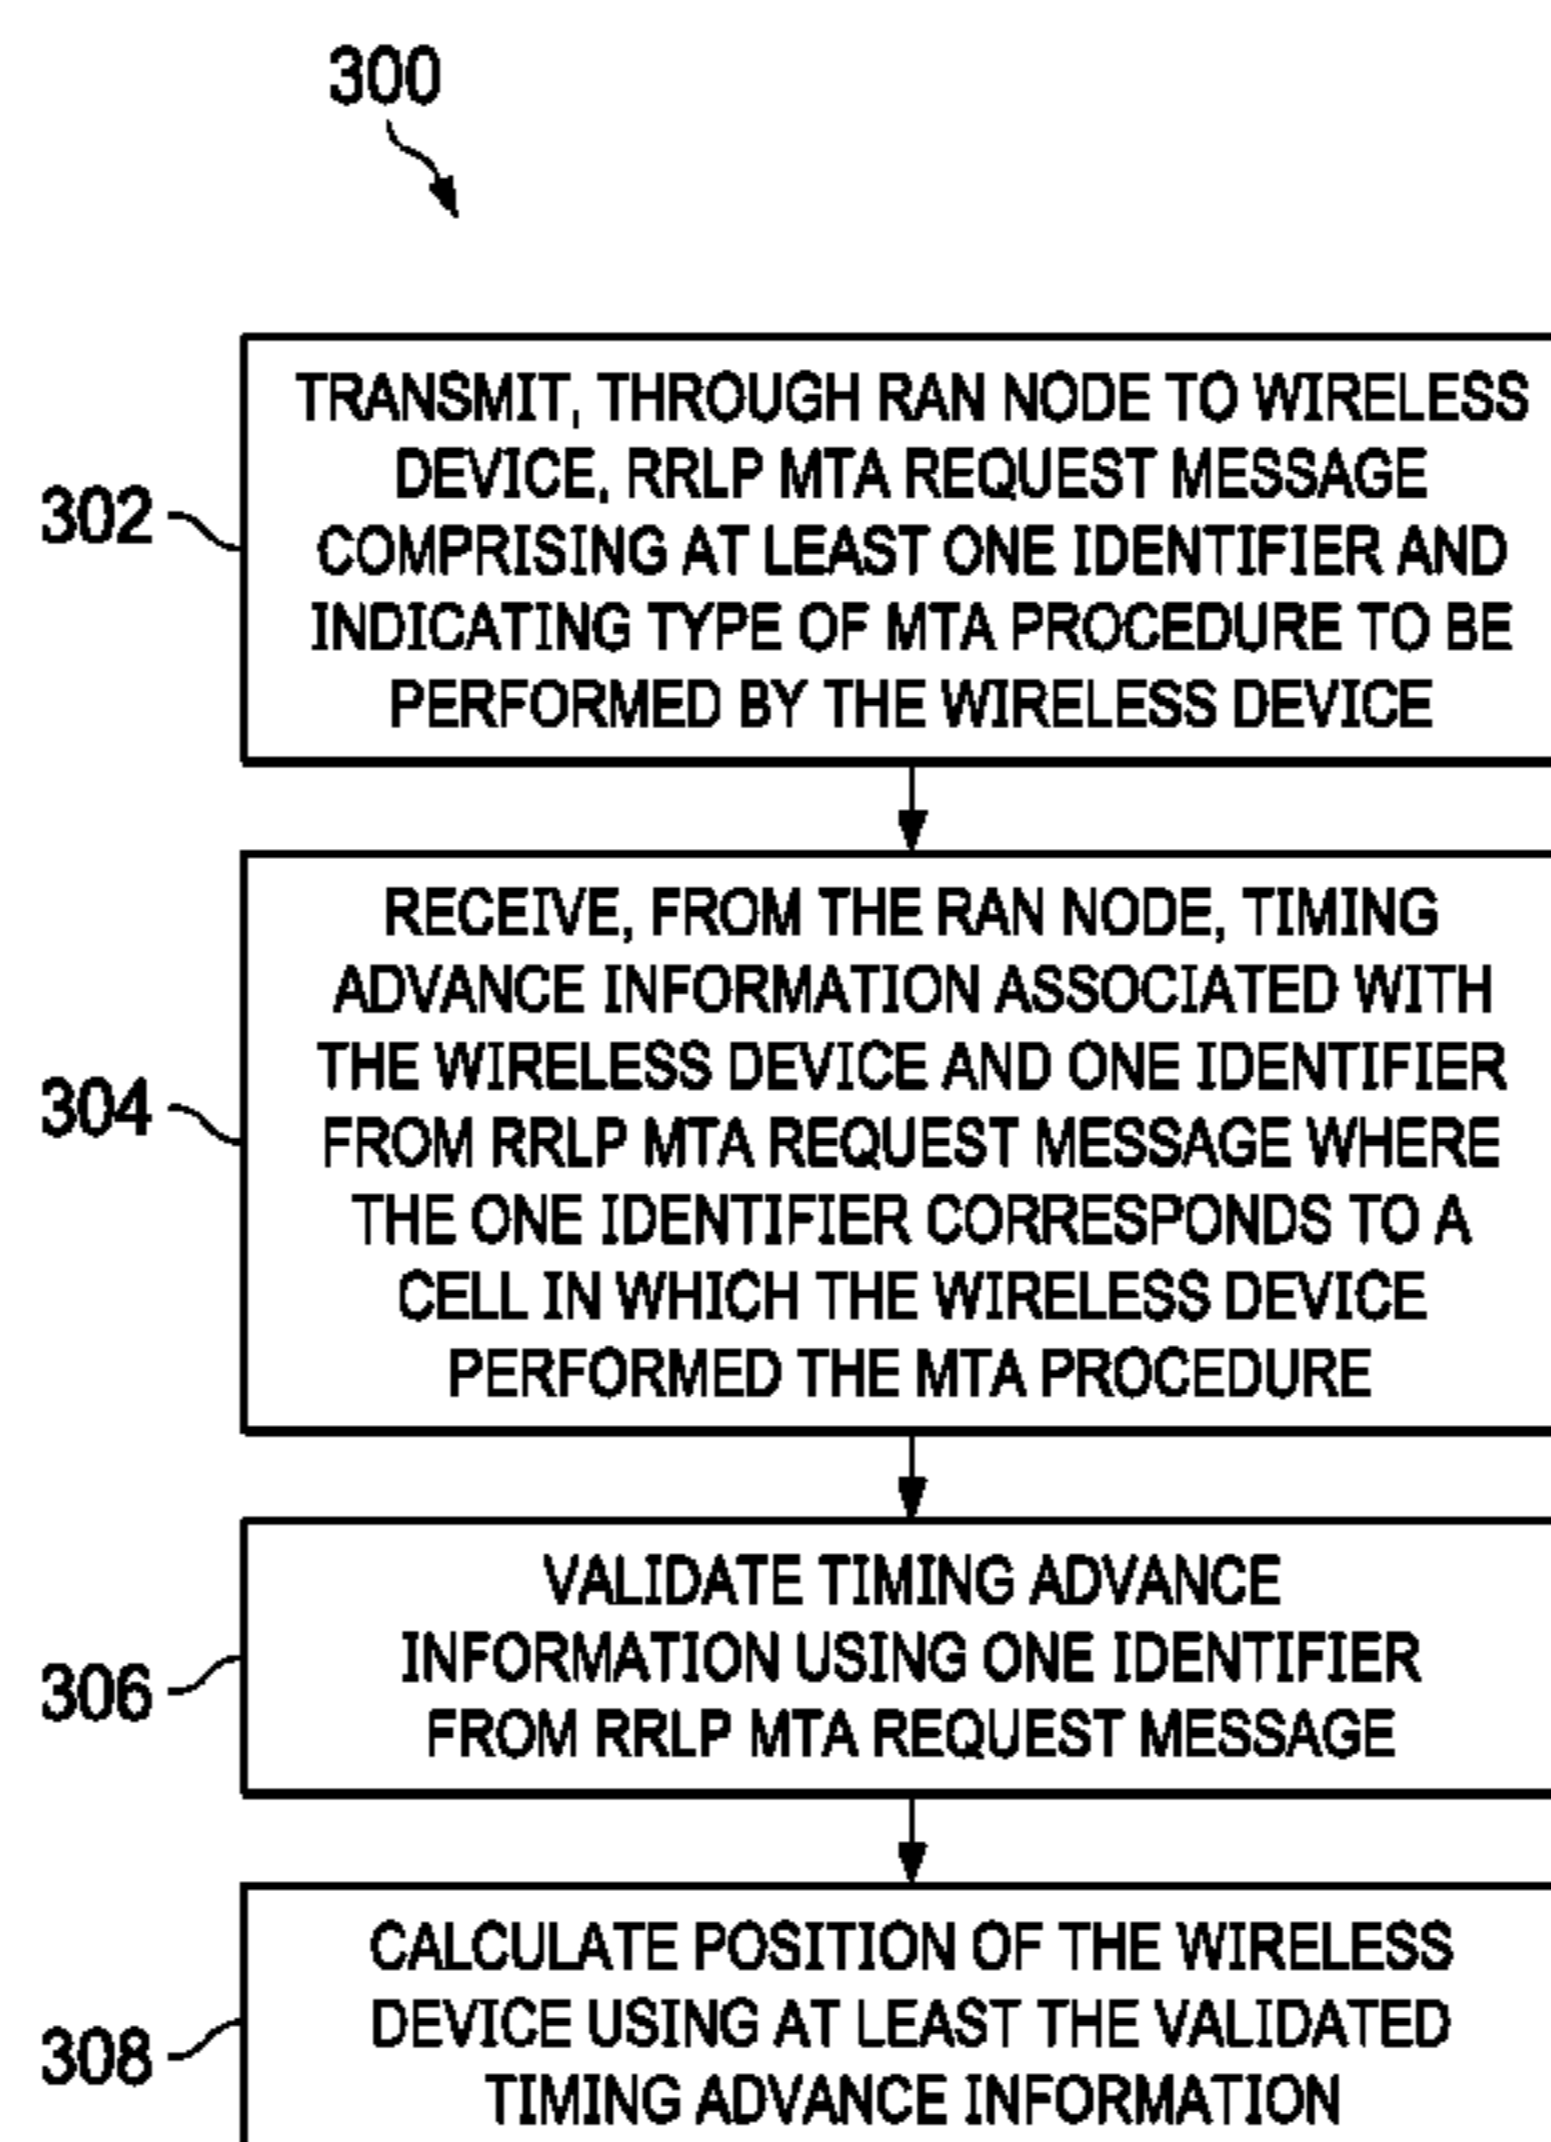 300
302
TRANSMIT, THROUGH RAN NODE TO WIRELESS
DEVICE, RRLP MTA REQUEST MESSAGE
COMPRISING AT LEAST ONE IDENTIFIER AND
INDICATING TYPE OF MTA PROCEDURE TO BE
PERFORMED BY THE WIRELESS DEVICE
304
RECEIVE, FROM THE RAN NODE, TIMING
ADVANCE INFORMATION ASSOCIATED WITH
THE WIRELESS DEVICE AND ONE IDENTIFIER
FROM RRLP MTA REQUEST MESSAGE WHERE
THE ONE IDENTIFIER CORRESPONDS TO A
CELL IN WHICH THE WIRELESS DEVICE
PERFORMED THE MTA PROCEDURE
306
VALIDATE TIMING ADVANCE
INFORMATION USING ONE IDENTIFIER
FROM RRLP MTA REQUEST MESSAGE
308
CALCULATE POSITION OF THE WIRELESS
DEVICE USING AT LEAST THE VALIDATED
TIMING ADVANCE INFORMATION